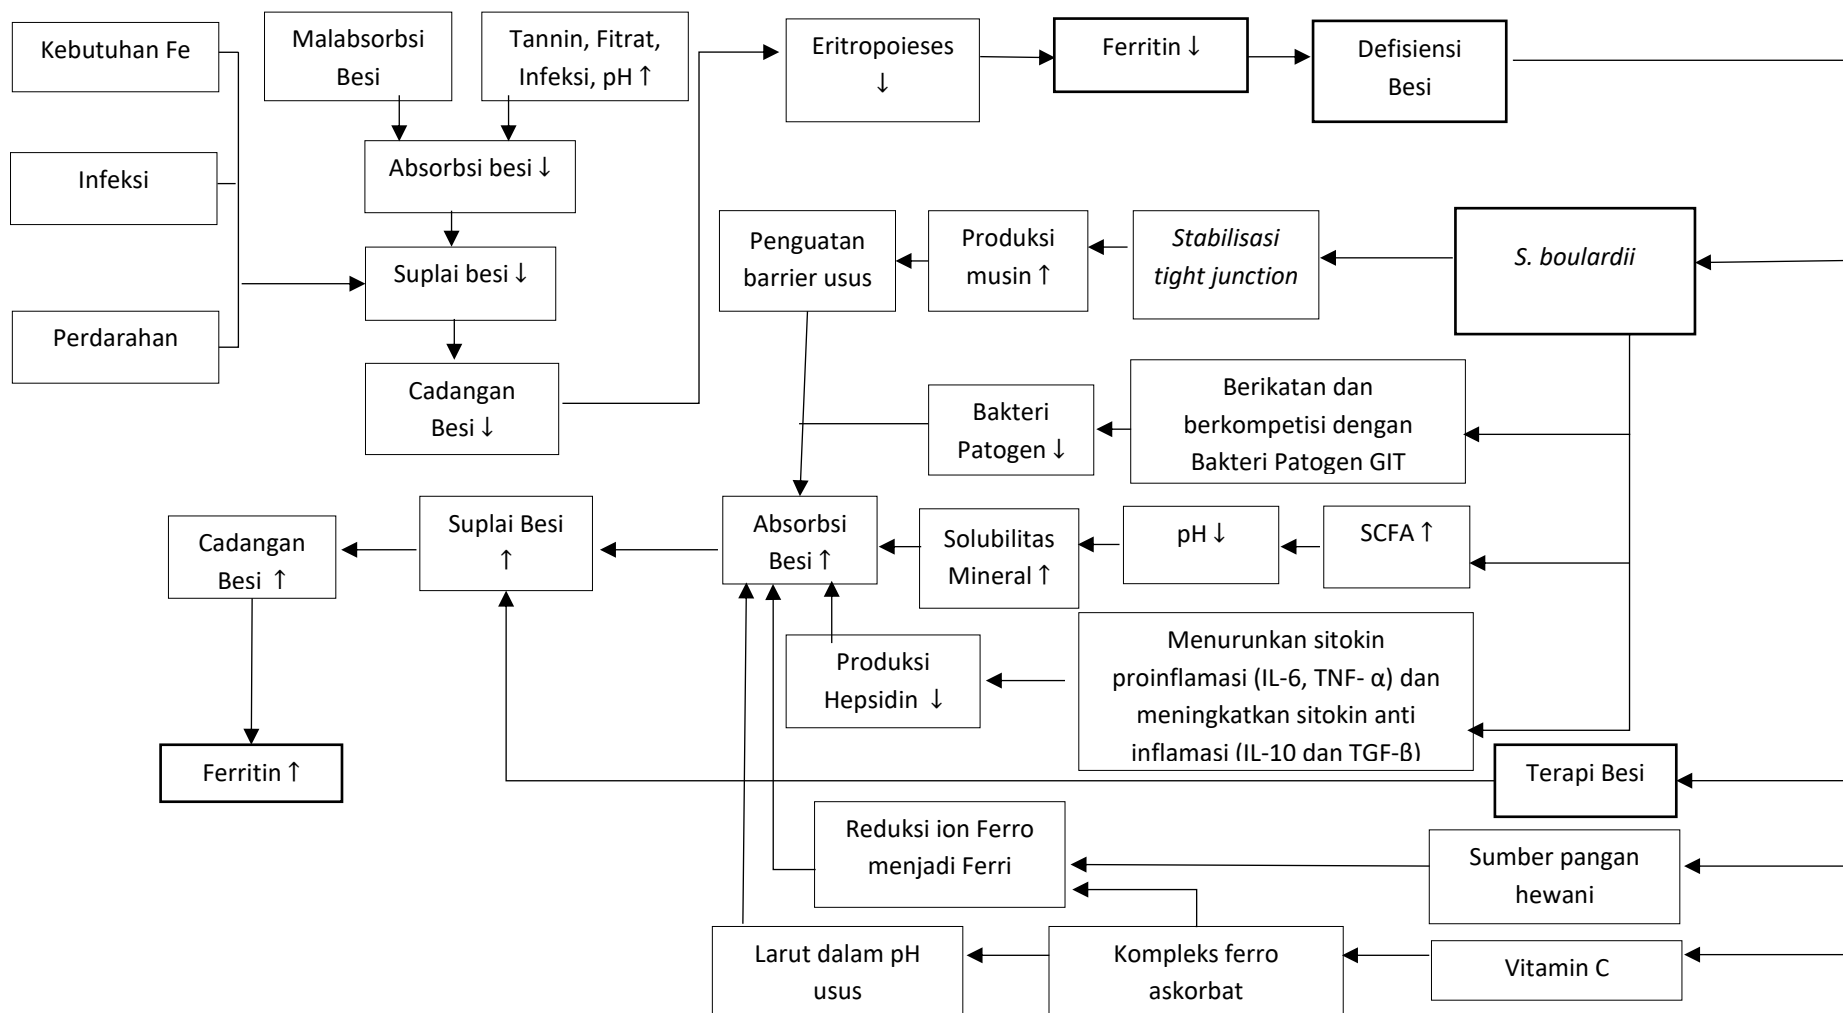 Kebutuhan Fe
Malabsorbsi
Besi
Tannin, Fitrat,
Infeksi, pH ↑
Eritropoieses
↓
Ferritin ↓
Defisiensi
Besi
Infeksi
Absorbsi besi ↓
Perdarahan
Suplai besi ↓
Cadangan
Besi ↓
Penguatan
barrier usus
Produksi
musin ↑
Stabilisasi
tight junction
S. boulardii
Bakteri
Patogen ↓
Berikatan dan
berkompetisi dengan
Bakteri Patogen GIT
Cadangan
Besi ↑
Suplai Besi
↑
Absorbsi
Besi ↑
Solubilitas
Mineral ↑
pH ↓
SCFA ↑
Produksi
Hepsidin ↓
Menurunkan sitokin
proinflamasi (IL-6, TNF- α) dan
meningkatkan sitokin anti
inflamasi (IL-10 dan TGF-β)
Ferritin ↑
Terapi Besi
Reduksi ion Ferro
menjadi Ferri
Sumber pangan
hewani
Larut dalam pH
usus
Kompleks ferro
askorbat
Vitamin C